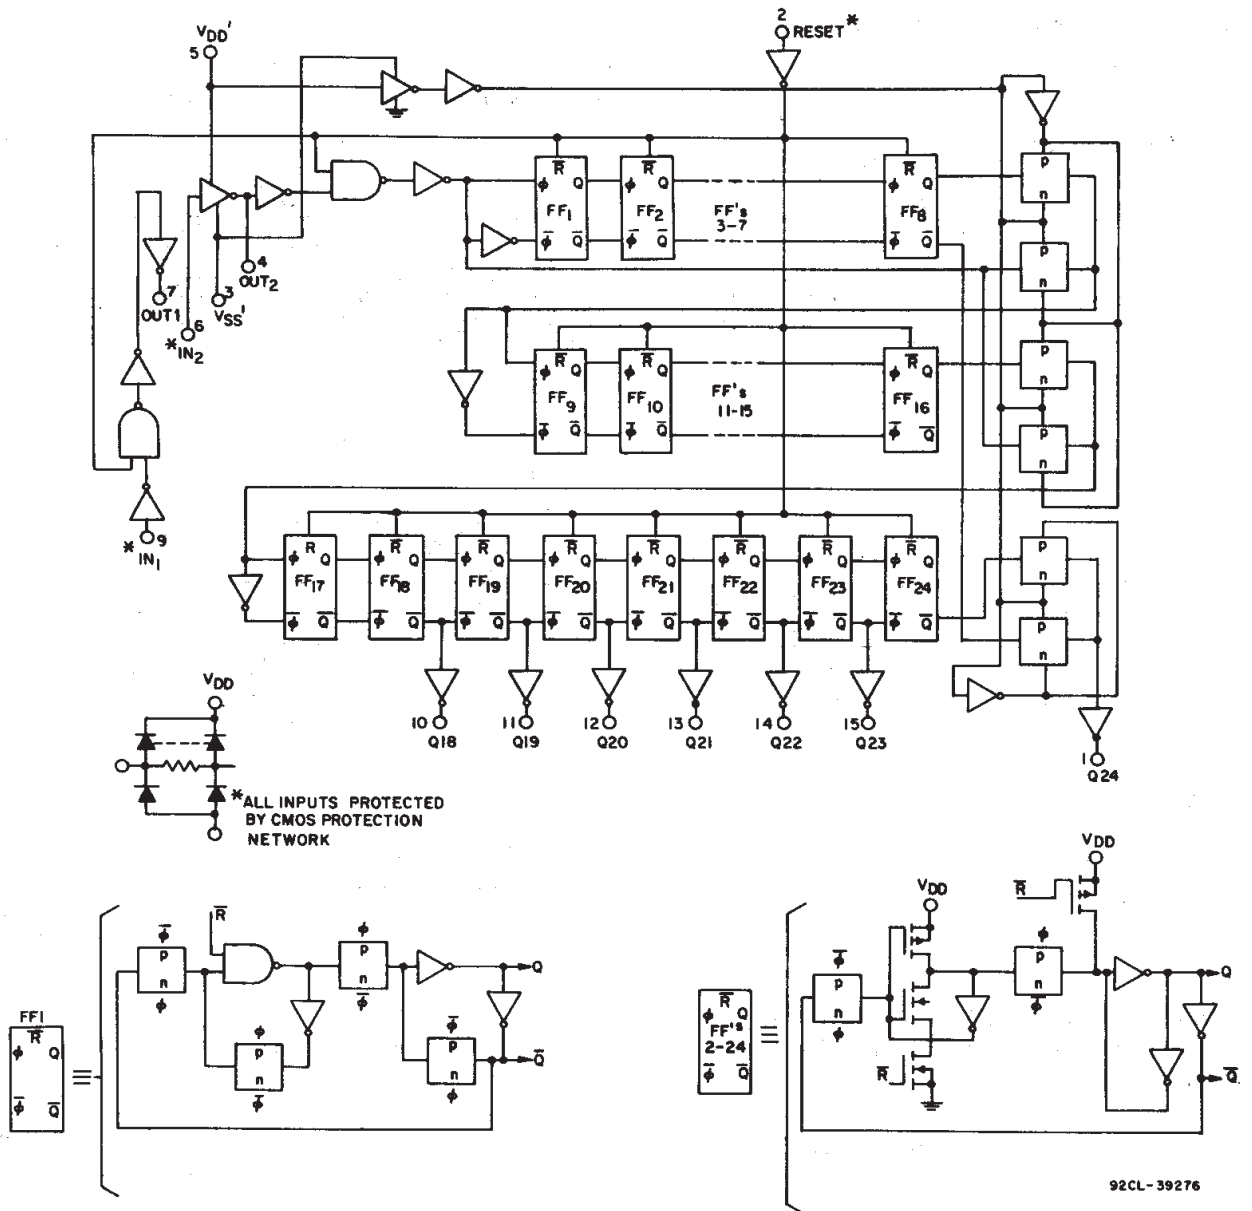 2
RESET *
VDD'
5
R̅ R̅ R̅
ϕ Q ϕ Q ϕ Q
FF1 FF2 FF's 3-7 FF8
ϕ̅ Q̅ ϕ̅ Q̅ ϕ̅ Q̅
p
n
p
n
4
OUT2
7
OUT1
3
VSS'
6
* IN2
R̅ R̅ R̅
ϕ Q ϕ Q ϕ Q
FF9 FF10 FF's 11-15 FF16
ϕ̅ Q̅ ϕ̅ Q̅ ϕ̅ Q̅
p
n
p
n
9
* IN1
R R̅ R̅ R̅ R̅ R̅ R̅ R̅
ϕ Q ϕ Q ϕ Q ϕ Q ϕ Q ϕ Q ϕ Q ϕ Q
FF17 FF18 FF19 FF20 FF21 FF22 FF23 FF24
ϕ̅ Q̅ ϕ̅ Q̅ ϕ̅ Q̅ ϕ̅ Q̅ ϕ̅ Q̅ ϕ̅ Q̅ ϕ̅ Q̅ ϕ̅ Q̅
p
n
p
n
10 11 12 13 14 15
Q18 Q19 Q20 Q21 Q22 Q23
1
Q24
VDD
* ALL INPUTS PROTECTED
BY CMOS PROTECTION
NETWORK
FF1
R̅
ϕ Q
ϕ̅ Q̅
≡
R̅
ϕ̅
p
n
ϕ
ϕ
p
n
ϕ̅
ϕ
p
n
ϕ̅
ϕ̅
p
n
ϕ
Q
Q̅
R̅
ϕ Q
FF's
2-24
ϕ̅ Q̅
≡
VDD
VDD
R̅
ϕ̅
p
n
ϕ
R̅
ϕ
p
n
ϕ̅
Q
Q̅
92CL-39276